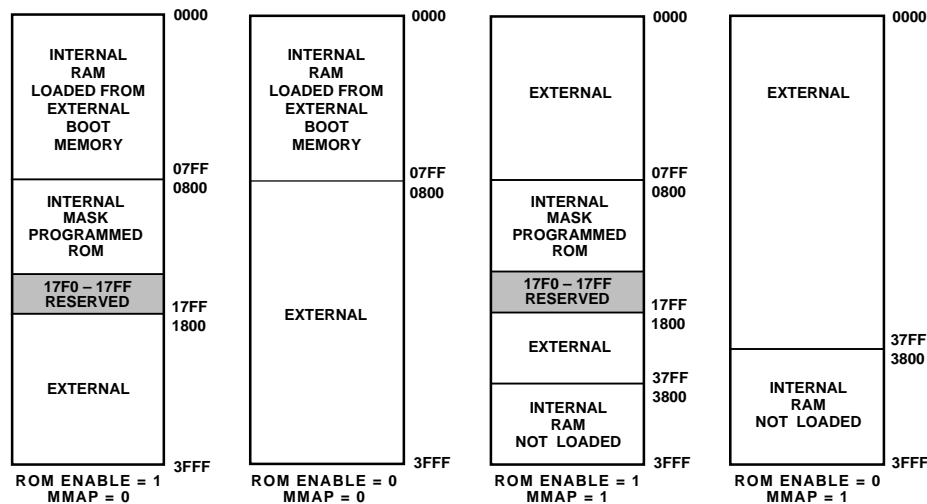 0000
INTERNAL
RAM
LOADED FROM
EXTERNAL
BOOT
MEMORY
07FF
0800
INTERNAL
MASK
PROGRAMMED
ROM
17F0 – 17FF
RESERVED
17FF
1800
EXTERNAL
3FFF
ROM ENABLE = 1
MMAP = 0
0000
INTERNAL
RAM
LOADED FROM
EXTERNAL
BOOT
MEMORY
07FF
0800
EXTERNAL
3FFF
ROM ENABLE = 0
MMAP = 0
0000
EXTERNAL
07FF
0800
INTERNAL
MASK
PROGRAMMED
ROM
17F0 – 17FF
RESERVED
17FF
1800
EXTERNAL
37FF
3800
INTERNAL
RAM
NOT LOADED
3FFF
ROM ENABLE = 1
MMAP = 1
0000
EXTERNAL
37FF
3800
INTERNAL
RAM
NOT LOADED
3FFF
ROM ENABLE = 0
MMAP = 1